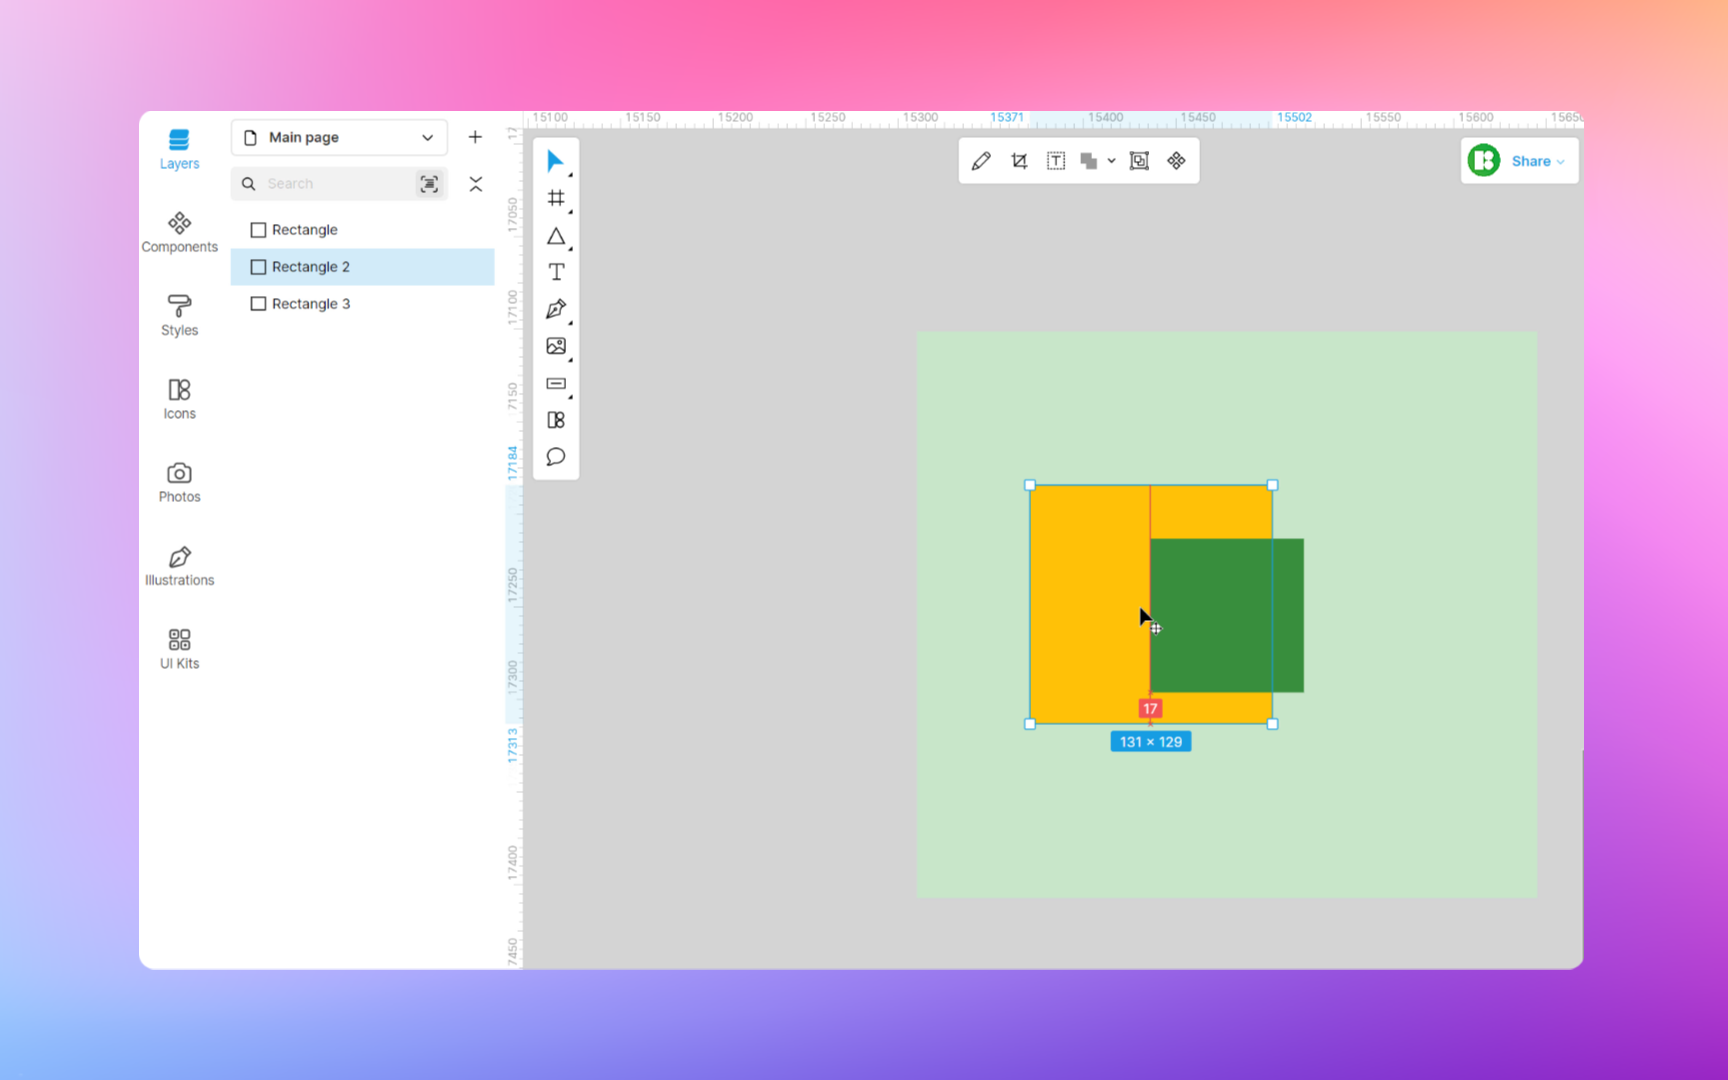 Layers
Components
Styles
Icons
Photos
Illustrations
UI Kits
Main page
Search
Rectangle
Rectangle 2
Rectangle 3
15100 15150 15200 15250 15300 15371 15400 15450 15502 15550 15600 1565
17
17050
17100
7150
17184
17250
17300
17313
17400
7450
T
T
Share
17
131 × 129